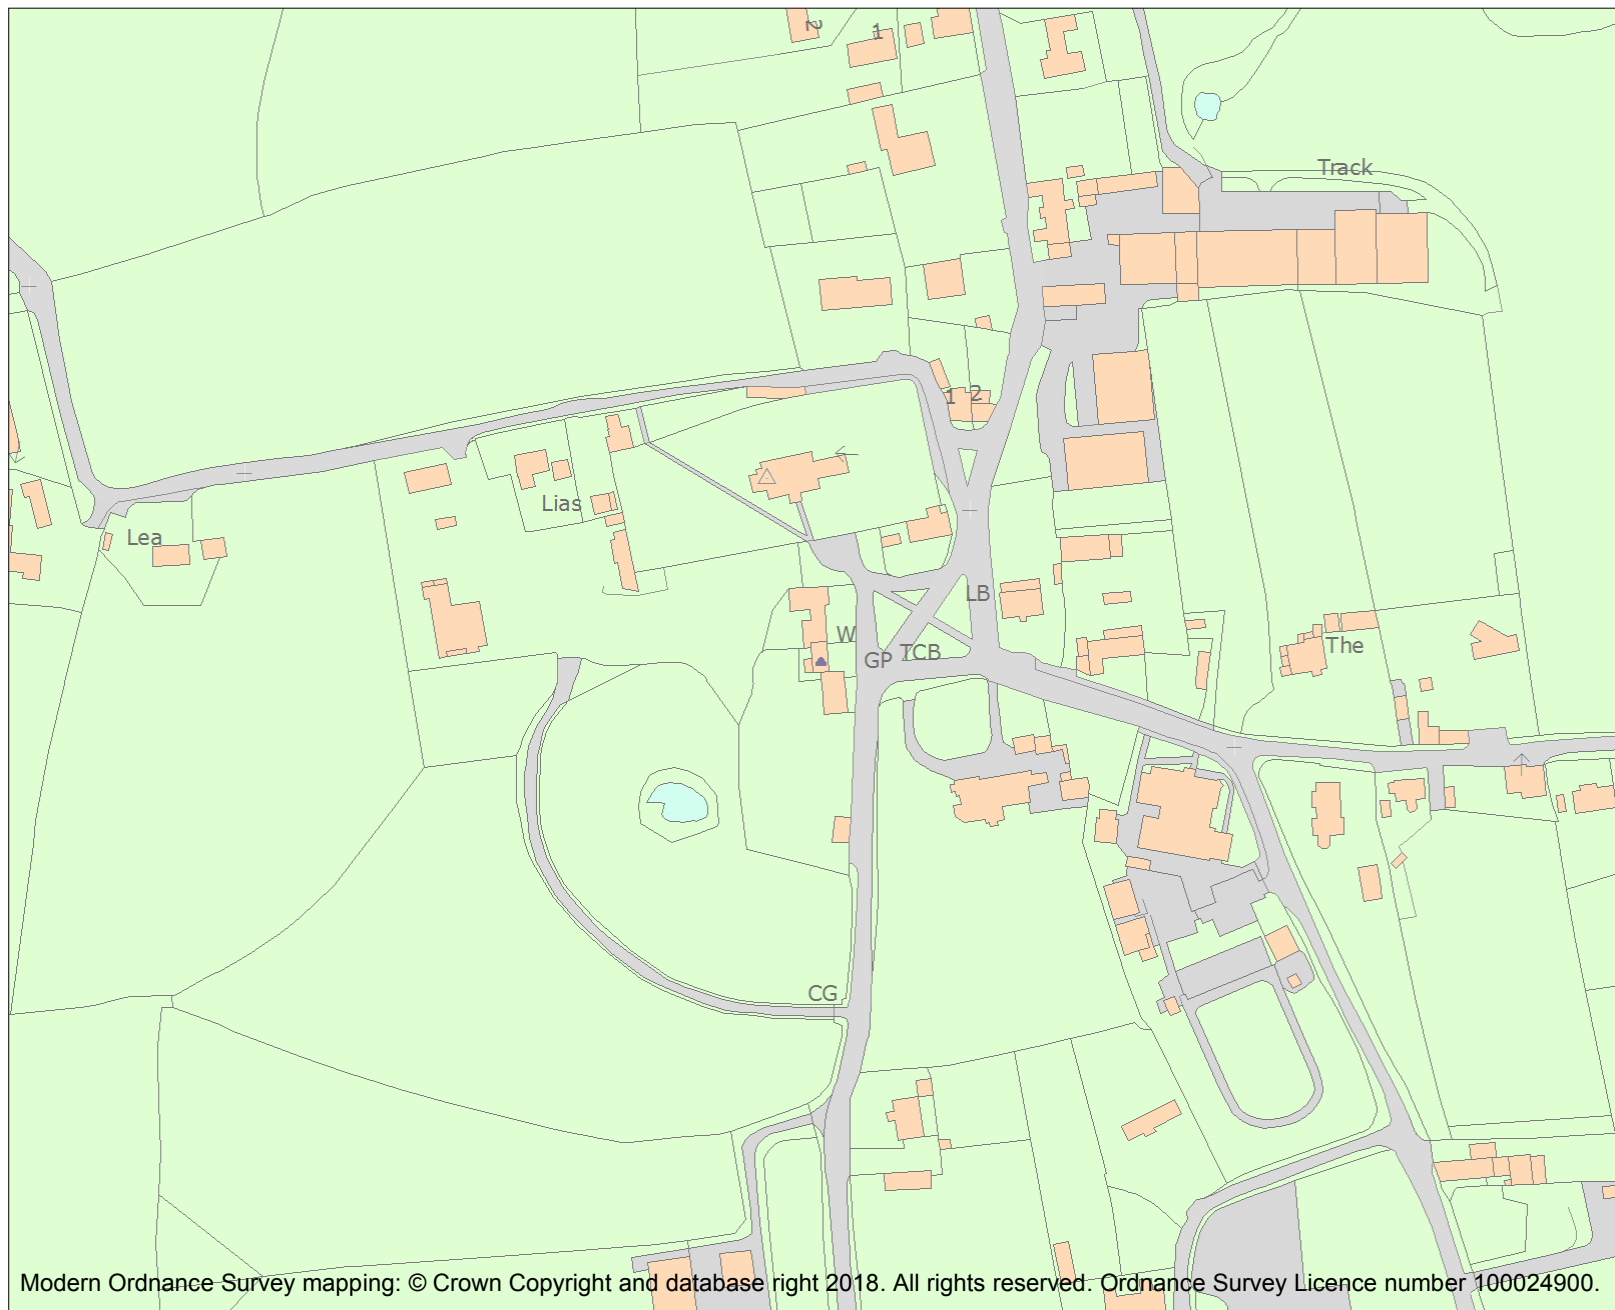 2
1
Track
1 2
Lias
Lea
LB
W
GP TCB
The
CG
Modern Ordnance Survey mapping: © Crown Copyright and database right 2018. All rights reserved. Ordnance Survey Licence number 100024900.